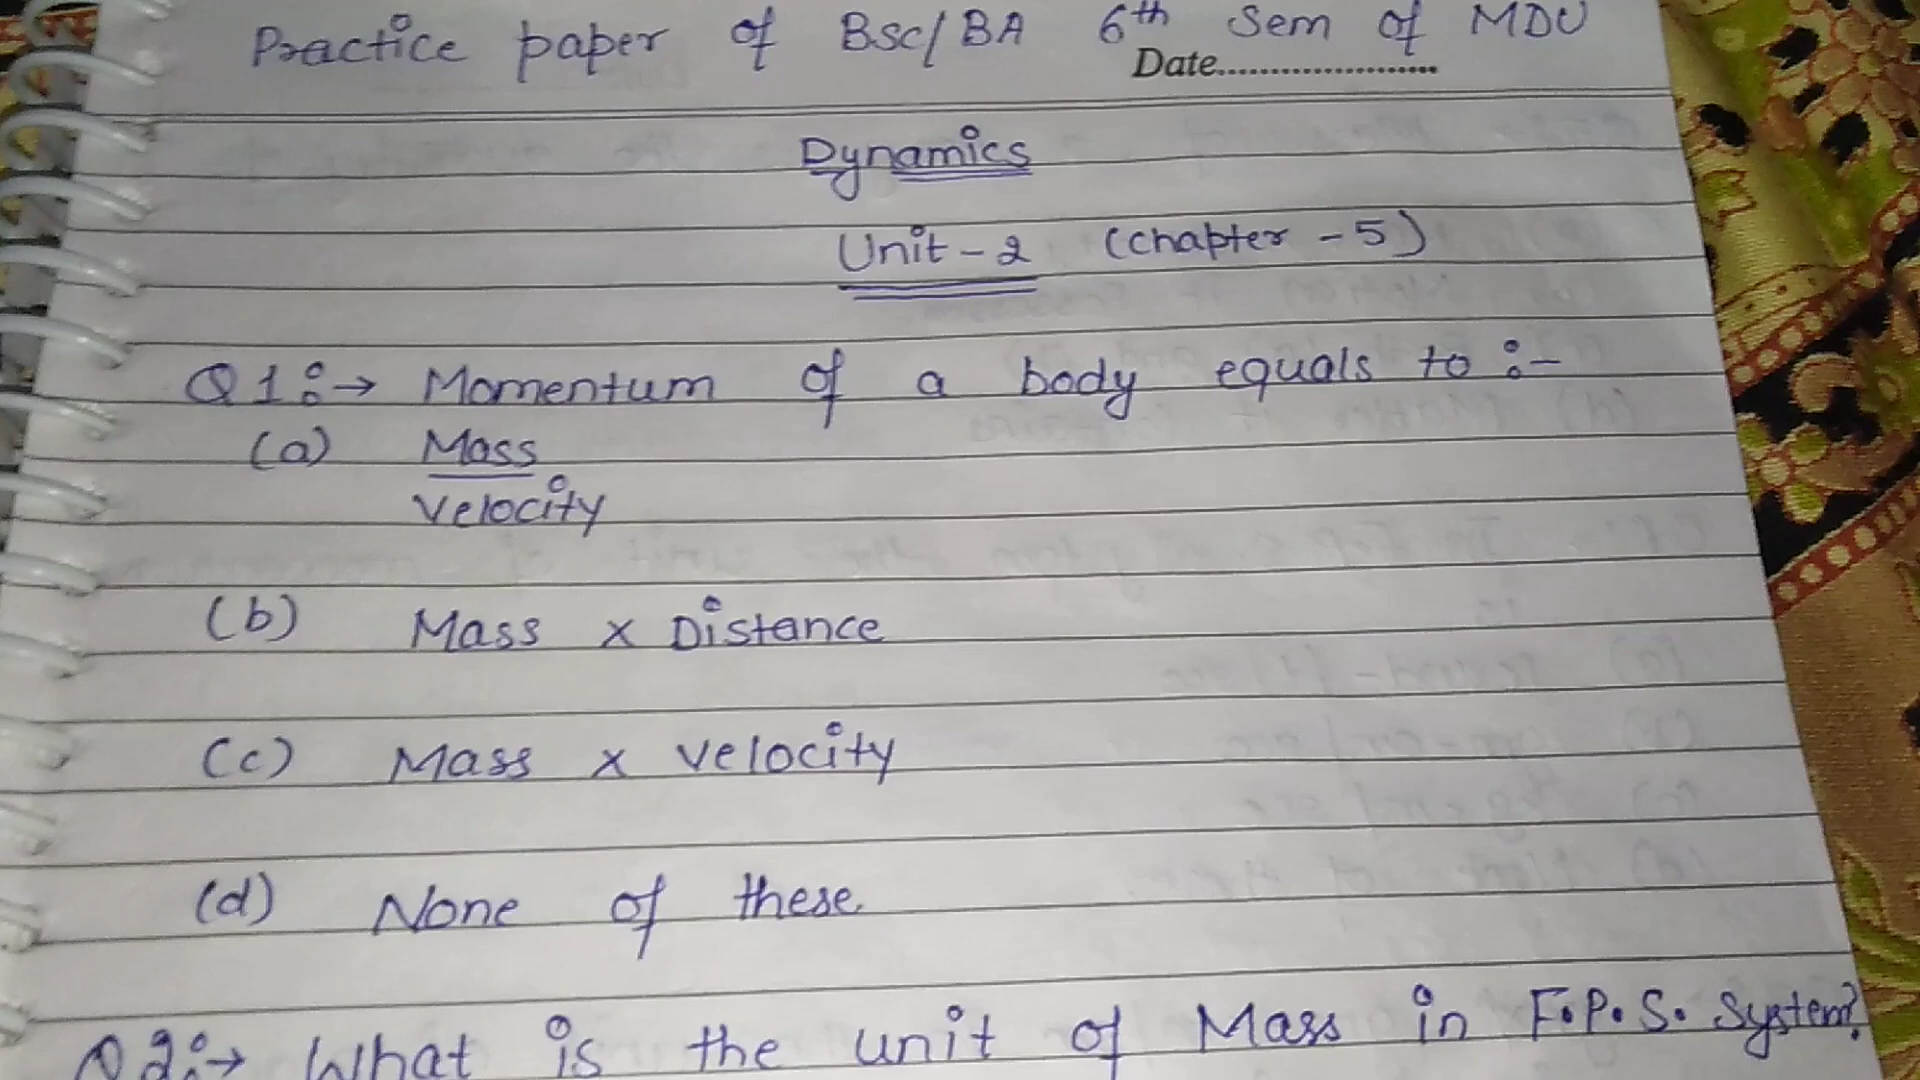 Practice paper of Bsc/BA 6th Sem of MDU
Date......................
Dynamics
Unit - 2 (chapter - 5)
Q1:→ Momentum of a body equals to :-
(a) Mass
Velocity
(b) Mass x Distance
(c) Mass x velocity
(d) None of these
Q2:→ What is the unit of Mass in F.P.S. System?